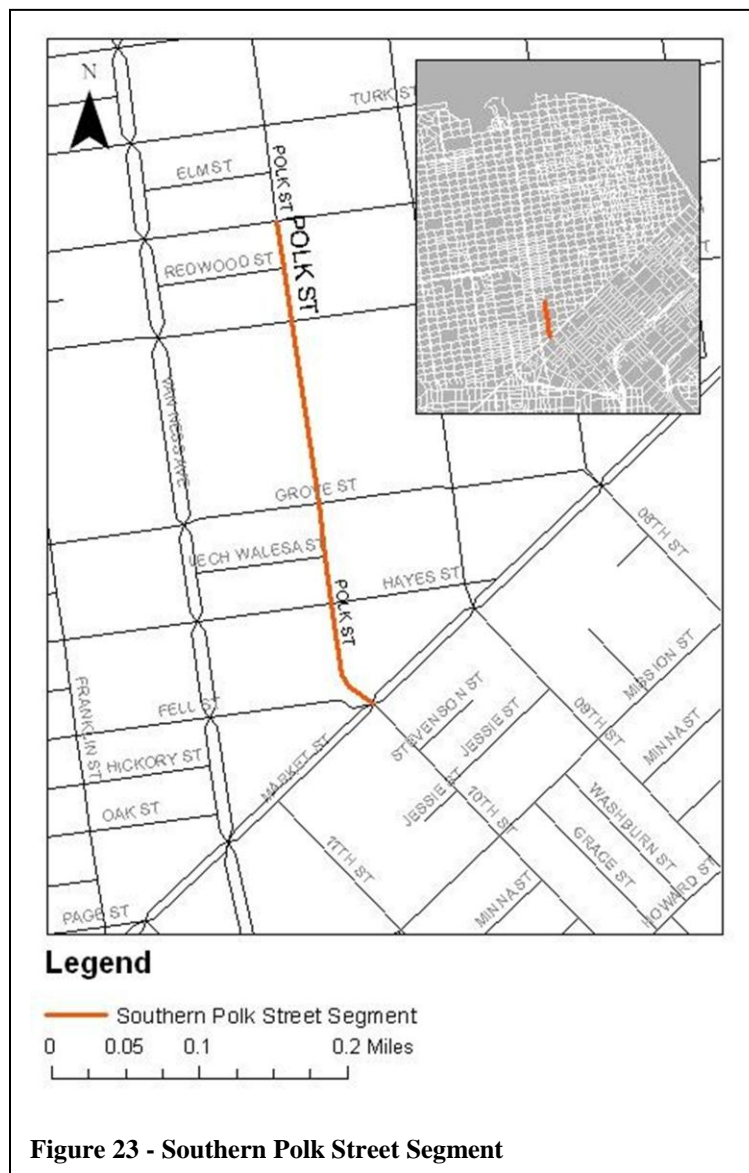 N
TURK ST
ELM ST
POLK ST
POLK ST
REDWOOD ST
VAN NESS AVE
GROVE ST
LECH WALESA ST
08TH ST
HAYES ST
POLK ST
MISSION ST
FRANKLIN ST
FELL ST
STEVENSON ST
JESSIE ST
09TH ST
MINNA ST
HICKORY ST
MARKET ST
OAK ST
JESSIE ST
10TH ST
WASHBURN ST
11TH ST
GRACE ST
PAGE ST
MINNA ST
HOWARD ST
Legend
Southern Polk Street Segment
0 0.05 0.1 0.2 Miles
Figure 23 - Southern Polk Street Segment